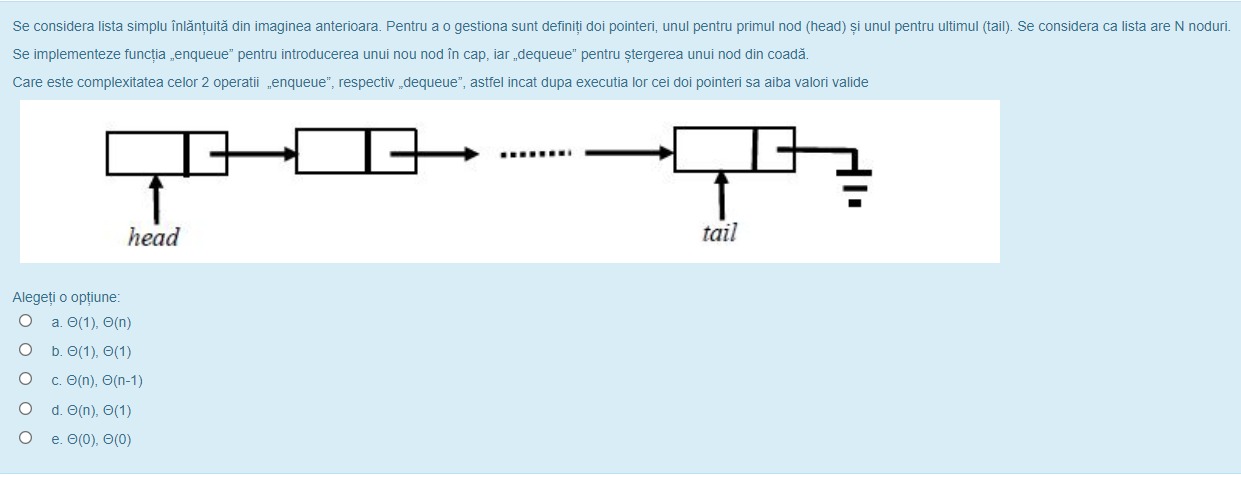 Se considera lista simplu înlănțuită din imaginea anterioara. Pentru a o gestiona sunt definiți doi pointeri, unul pentru primul nod (head) și unul pentru ultimul (tail). Se considera ca lista are N noduri.
Se implementeze funcția „enqueue” pentru introducerea unui nou nod în cap, iar „dequeue” pentru ștergerea unui nod din coadă.
Care este complexitatea celor 2 operatii „enqueue”, respectiv „dequeue”, astfel incat dupa executia lor cei doi pointeri sa aiba valori valide
head
tail
Alegeți o opțiune:
a. Θ(1), Θ(n)
b. Θ(1), Θ(1)
c. Θ(n), Θ(n-1)
d. Θ(n), Θ(1)
e. Θ(0), Θ(0)